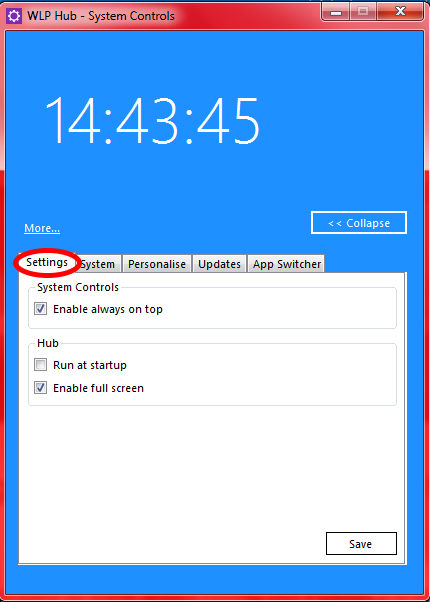 WLP Hub - System Controls
14:43:45
<< Collapse
More...
Settings System Personalise Updates App Switcher
System Controls
Enable always on top
Hub
Run at startup
Enable full screen
Save